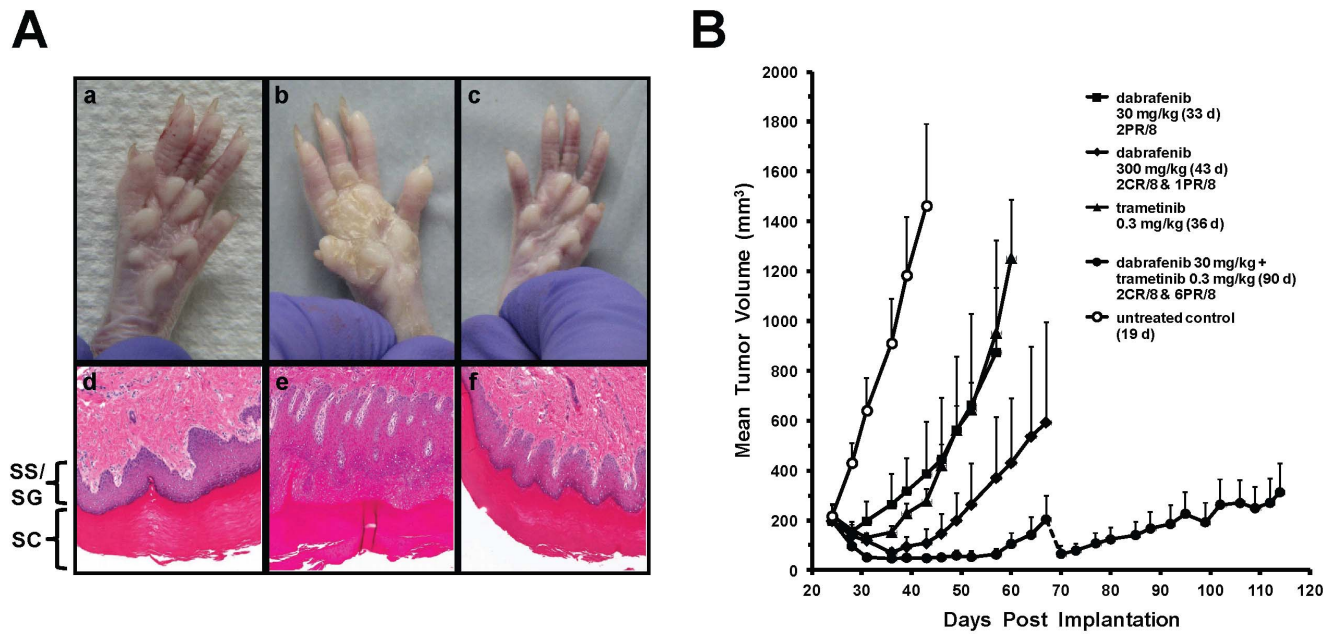 A
B
a
b
c
d
e
f
SS/
SG
SC
2000
1800
1600
1400
1200
1000
800
600
400
200
0
Mean Tumor Volume (mm³)
20
30
40
50
60
70
80
90
100
110
120
Days Post Implantation
dabrafenib
30 mg/kg (33 d)
2PR/8
dabrafenib
300 mg/kg (43 d)
2CR/8 & 1PR/8
trametinib
0.3 mg/kg (36 d)
dabrafenib 30 mg/kg +
trametinib 0.3 mg/kg (90 d)
2CR/8 & 6PR/8
untreated control
(19 d)